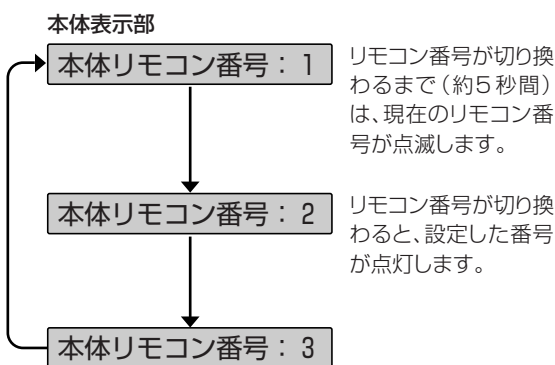 本体表示部
本体リモコン番号：1
リモコン番号が切り換
わるまで（約5秒間）
は、現在のリモコン番
号が点滅します。
本体リモコン番号：2
リモコン番号が切り換
わると、設定した番号
が点灯します。
本体リモコン番号：3